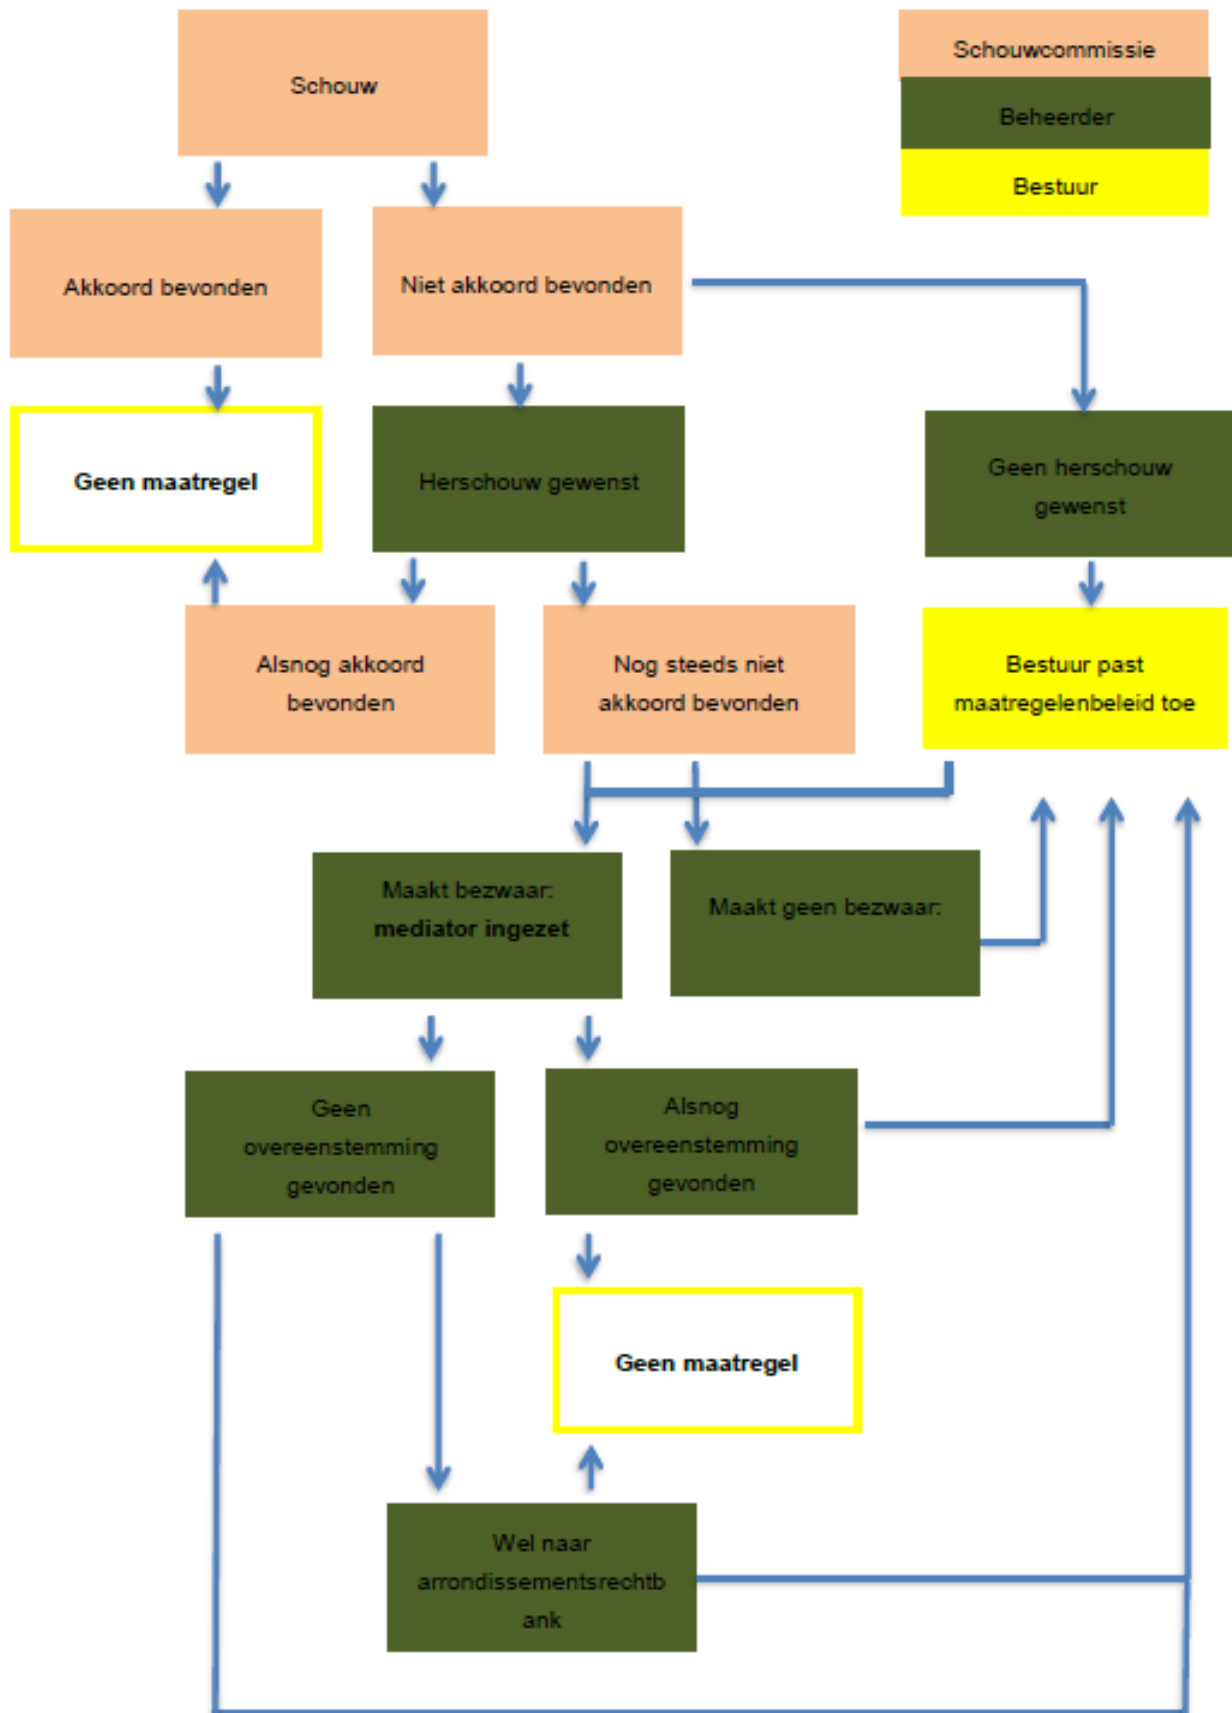 Schouw
Schouwcommissie
Beheerder
Bestuur
Akkoord bevonden
Niet akkoord bevonden
Geen maatregel
Herschouw gewenst
Geen herschouw
gewenst
Alsnog akkoord
bevonden
Nog steeds niet
akkoord bevonden
Bestuur past
maatregelenbeleid toe
Maakt bezwaar:
mediator ingezet
Maakt geen bezwaar:
Geen
overeenstemming
gevonden
Alsnog
overeenstemming
gevonden
Geen maatregel
Wel naar
arrondissementsrechtb
ank